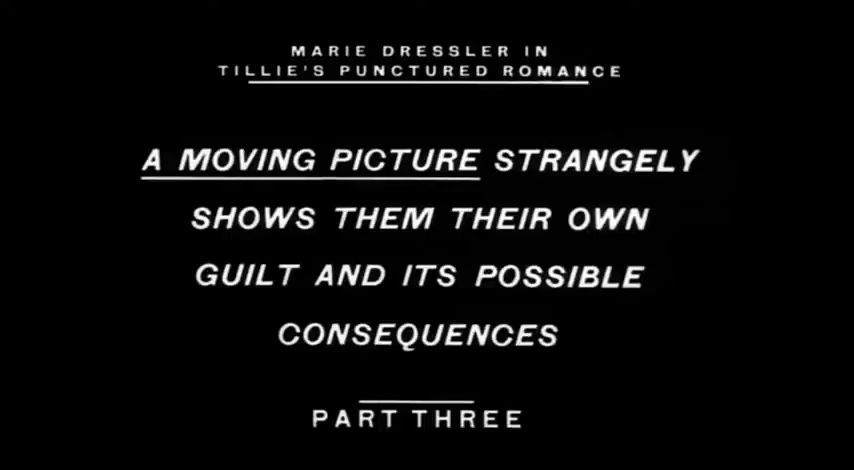 MARIE DRESSLER IN
TILLIE'S PUNCTURED ROMANCE
A MOVING PICTURE STRANGELY
SHOWS THEM THEIR OWN
GUILT AND ITS POSSIBLE
CONSEQUENCES
PART THREE